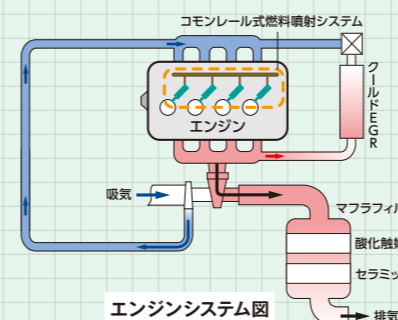 コモンレール式燃料噴射システム
クールドEGR
エンジン
吸気
マフラフィル
酸化触
セラミッ
排気
エンジンシステム図